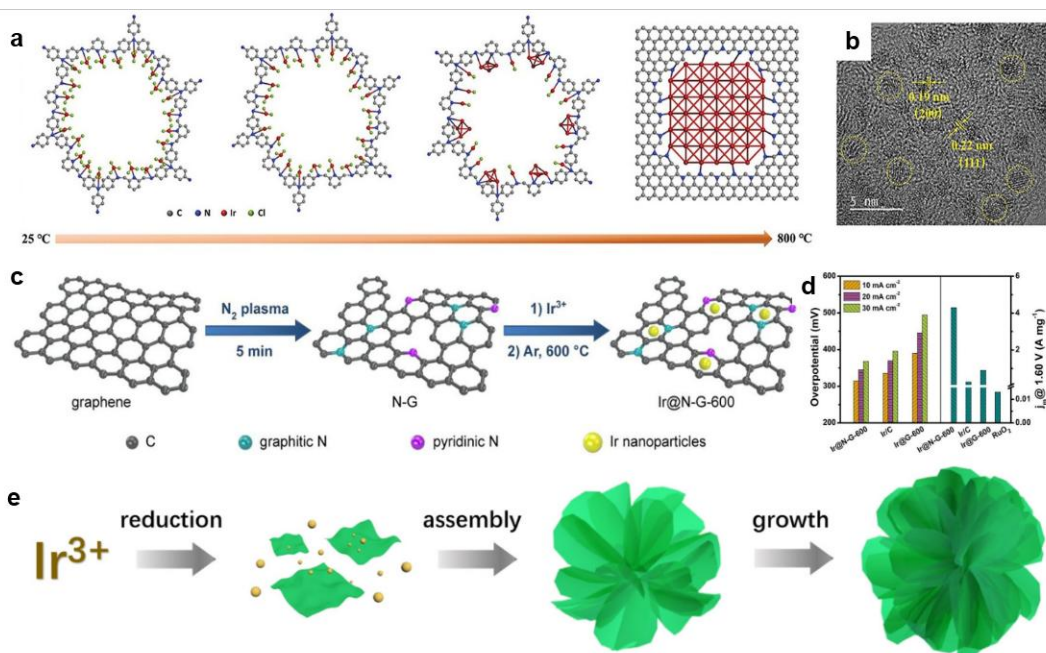 a
C N Ir Cl
25 ℃
800 ℃
b
0.19 nm
(200)
0.22 nm
(111)
5 nm
c
N₂ plasma
5 min
1) Ir³⁺
2) Ar, 600 °C
graphene
N-G
Ir@N-G-600
C
graphitic N
pyridinic N
Ir nanoparticles
d
10 mA cm⁻²
20 mA cm⁻²
30 mA cm⁻²
Overpotential (mV)
600
500
400
300
200
6
4
2
0
0.01
0.00
jₘ@ 1.60 V (A mg⁻¹)
Ir@N-G-600
Ir/C
Ir@G-600
Ir@N-G-600
Ir/C
Ir@G-600
RuO₂
e
Ir³⁺
reduction
assembly
growth